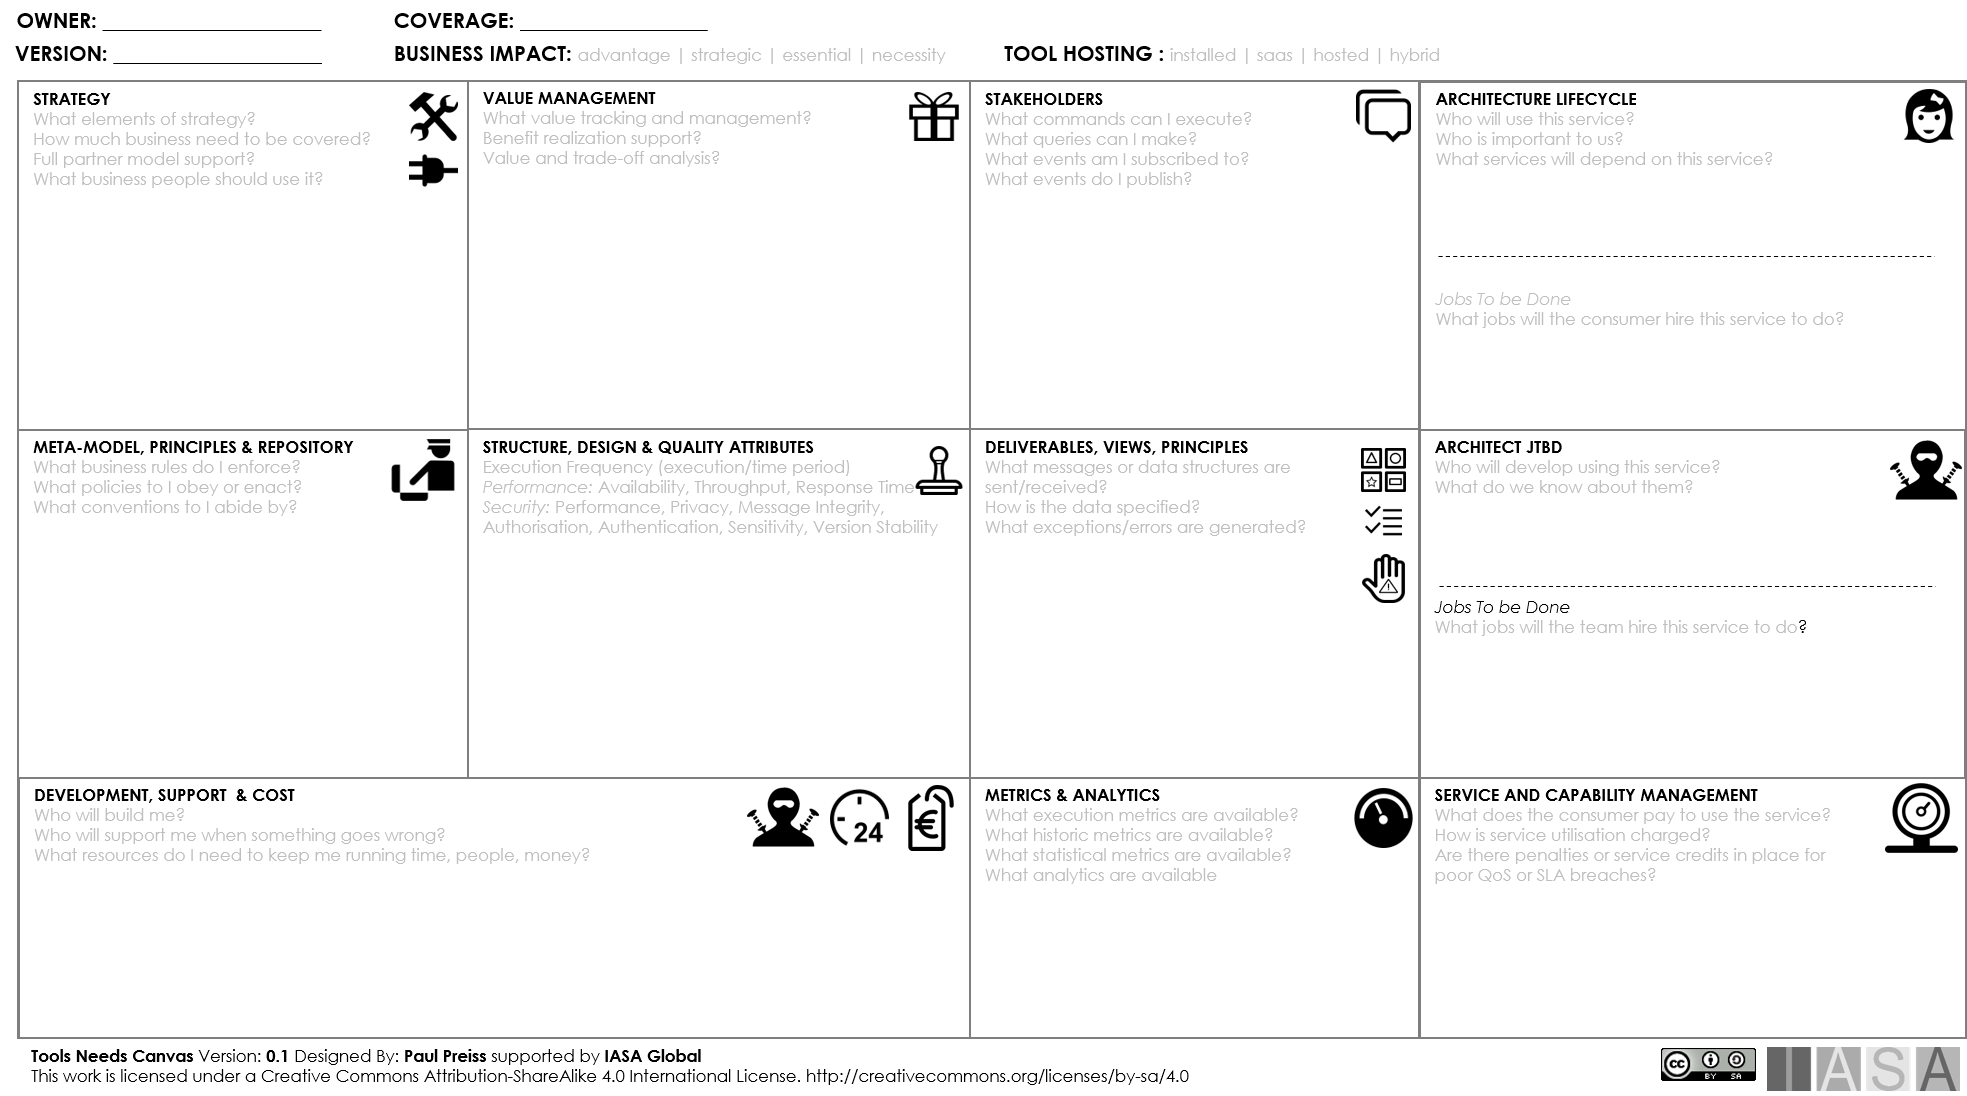 OWNER: ____________________ COVERAGE: _________________
VERSION: ___________________ BUSINESS IMPACT: advantage | strategic | essential | necessity TOOL HOSTING : installed | saas | hosted | hybrid
STRATEGY
What elements of strategy?
How much business need to be covered?
Full partner model support?
What business people should use it?
VALUE MANAGEMENT
What value tracking and management?
Benefit realization support?
Value and trade-off analysis?
STAKEHOLDERS
What commands can I execute?
What queries can I make?
What events am I subscribed to?
What events do I publish?
ARCHITECTURE LIFECYCLE
Who will use this service?
Who is important to us?
What services will depend on this service?
Jobs To be Done
What jobs will the consumer hire this service to do?
META-MODEL, PRINCIPLES & REPOSITORY
What business rules do I enforce?
What policies to I obey or enact?
What conventions to I abide by?
STRUCTURE, DESIGN & QUALITY ATTRIBUTES
Execution Frequency (execution/time period)
Performance: Availability, Throughput, Response Time
Security: Performance, Privacy, Message Integrity,
Authorisation, Authentication, Sensitivity, Version Stability
DELIVERABLES, VIEWS, PRINCIPLES
What messages or data structures are
sent/received?
How is the data specified?
What exceptions/errors are generated?
ARCHITECT JTBD
Who will develop using this service?
What do we know about them?
Jobs To be Done
What jobs will the team hire this service to do?
DEVELOPMENT, SUPPORT & COST
Who will build me?
Who will support me when something goes wrong?
What resources do I need to keep me running time, people, money?
24
€
METRICS & ANALYTICS
What execution metrics are available?
What historic metrics are available?
What statistical metrics are available?
What analytics are available
SERVICE AND CAPABILITY MANAGEMENT
What does the consumer pay to use the service?
How is service utilisation charged?
Are there penalties or service credits in place for
poor QoS or SLA breaches?
Tools Needs Canvas Version: 0.1 Designed By: Paul Preiss supported by IASA Global
This work is licensed under a Creative Commons Attribution-ShareAlike 4.0 International License. http://creativecommons.org/licenses/by-sa/4.0
cc BY SA
IASA